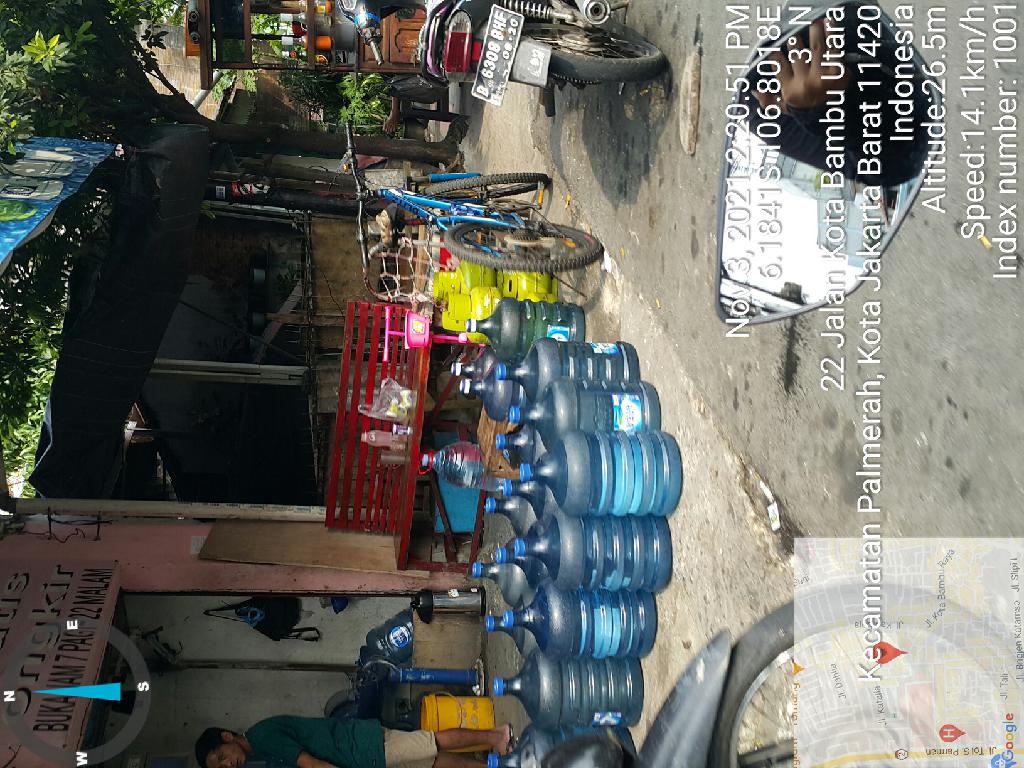 gratis
ongkir
BUKA JAM 7 PAGI - 22 MALAM
N
W
E
S
B 6308 BHF
08·20
Nov 3, 2021 2:20:51 PM
6.1841S 106.8018E
3° N
22 Jalan Kota Bambu Utara
Kecamatan Palmerah, Kota Jakarta Barat 11420
Indonesia
Altitude:26.5m
Speed:14.1km/h
Index number: 1001
Jl. Dahlia
Jl. Katalia
Jl. Kota Bambu Raya
Jl. Tol S. Parman
H
Jl. Tali
Jl. Brigjen Katamso
Jl. Slipi I
Google